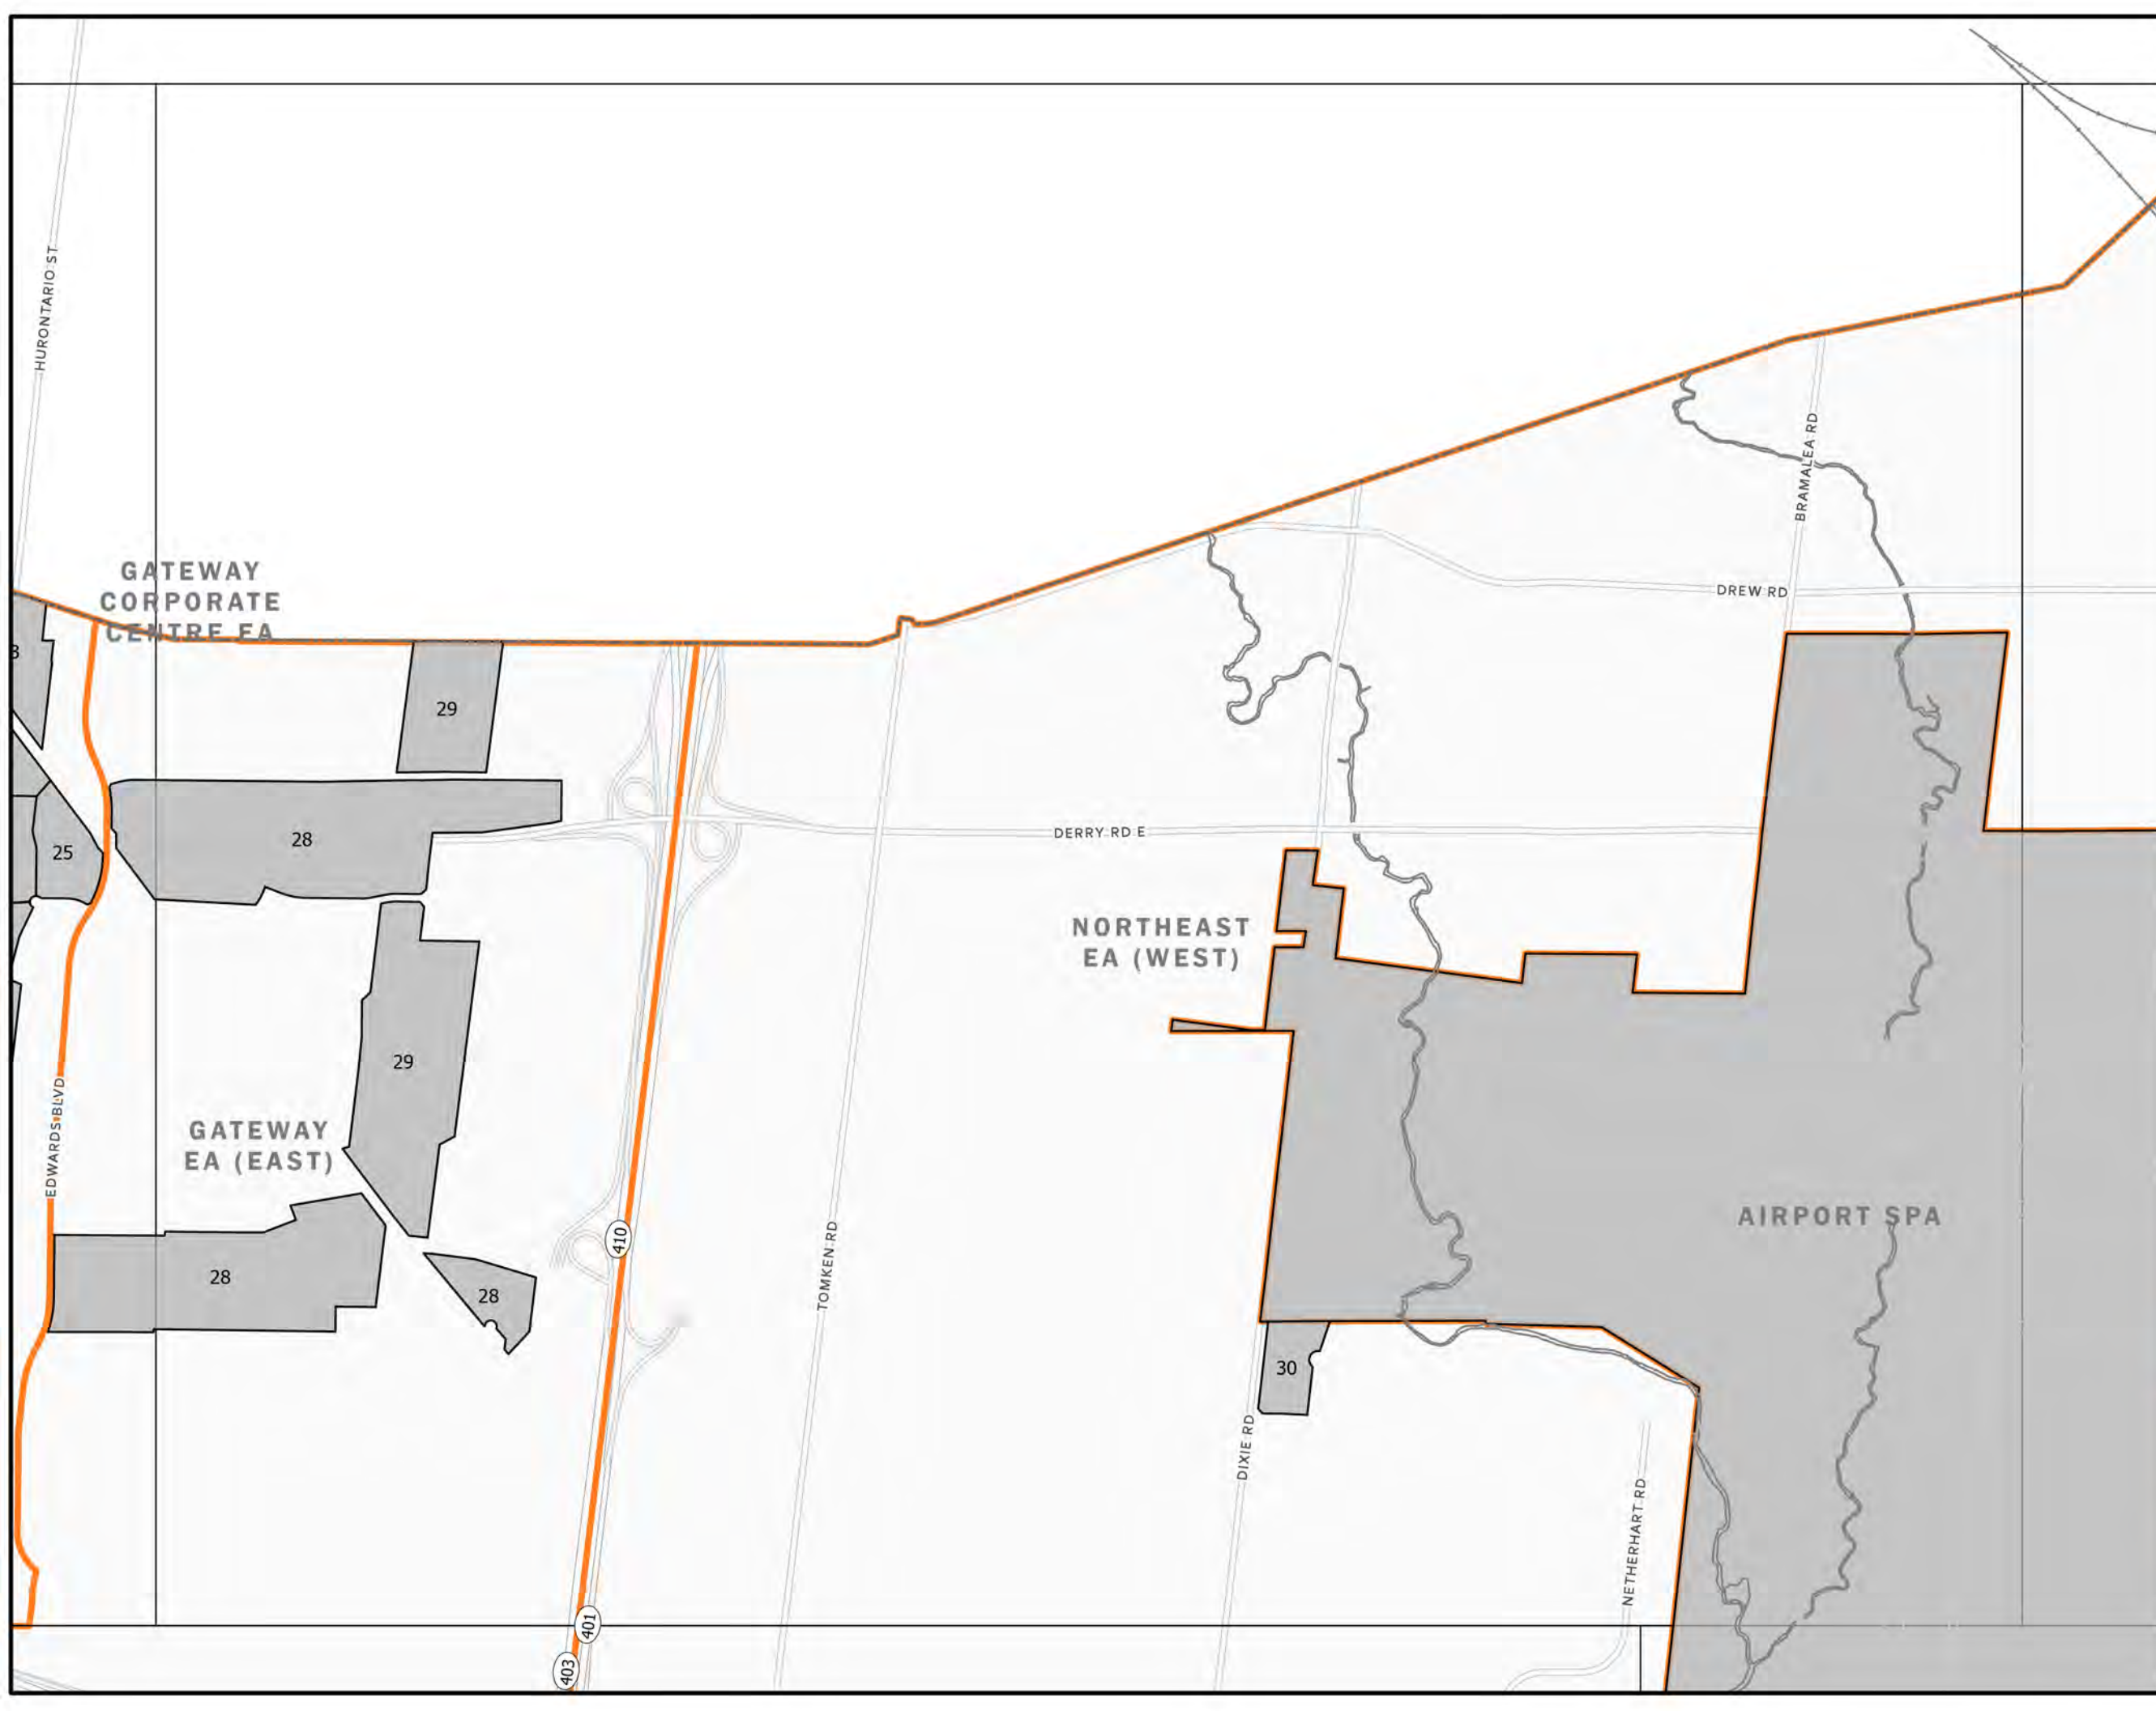 HURONTARIO ST
GATEWAY
CORPORATE
CENTRE EA
3
29
28
25
BRAMALEA RD
DREW RD
DERRY RD E
NORTHEAST
EA (WEST)
29
EDWARDS BLVD
GATEWAY
EA (EAST)
28
28
410
TOMKEN RD
AIRPORT SPA
30
DIXIE RD
NETHERHART RD
401
403